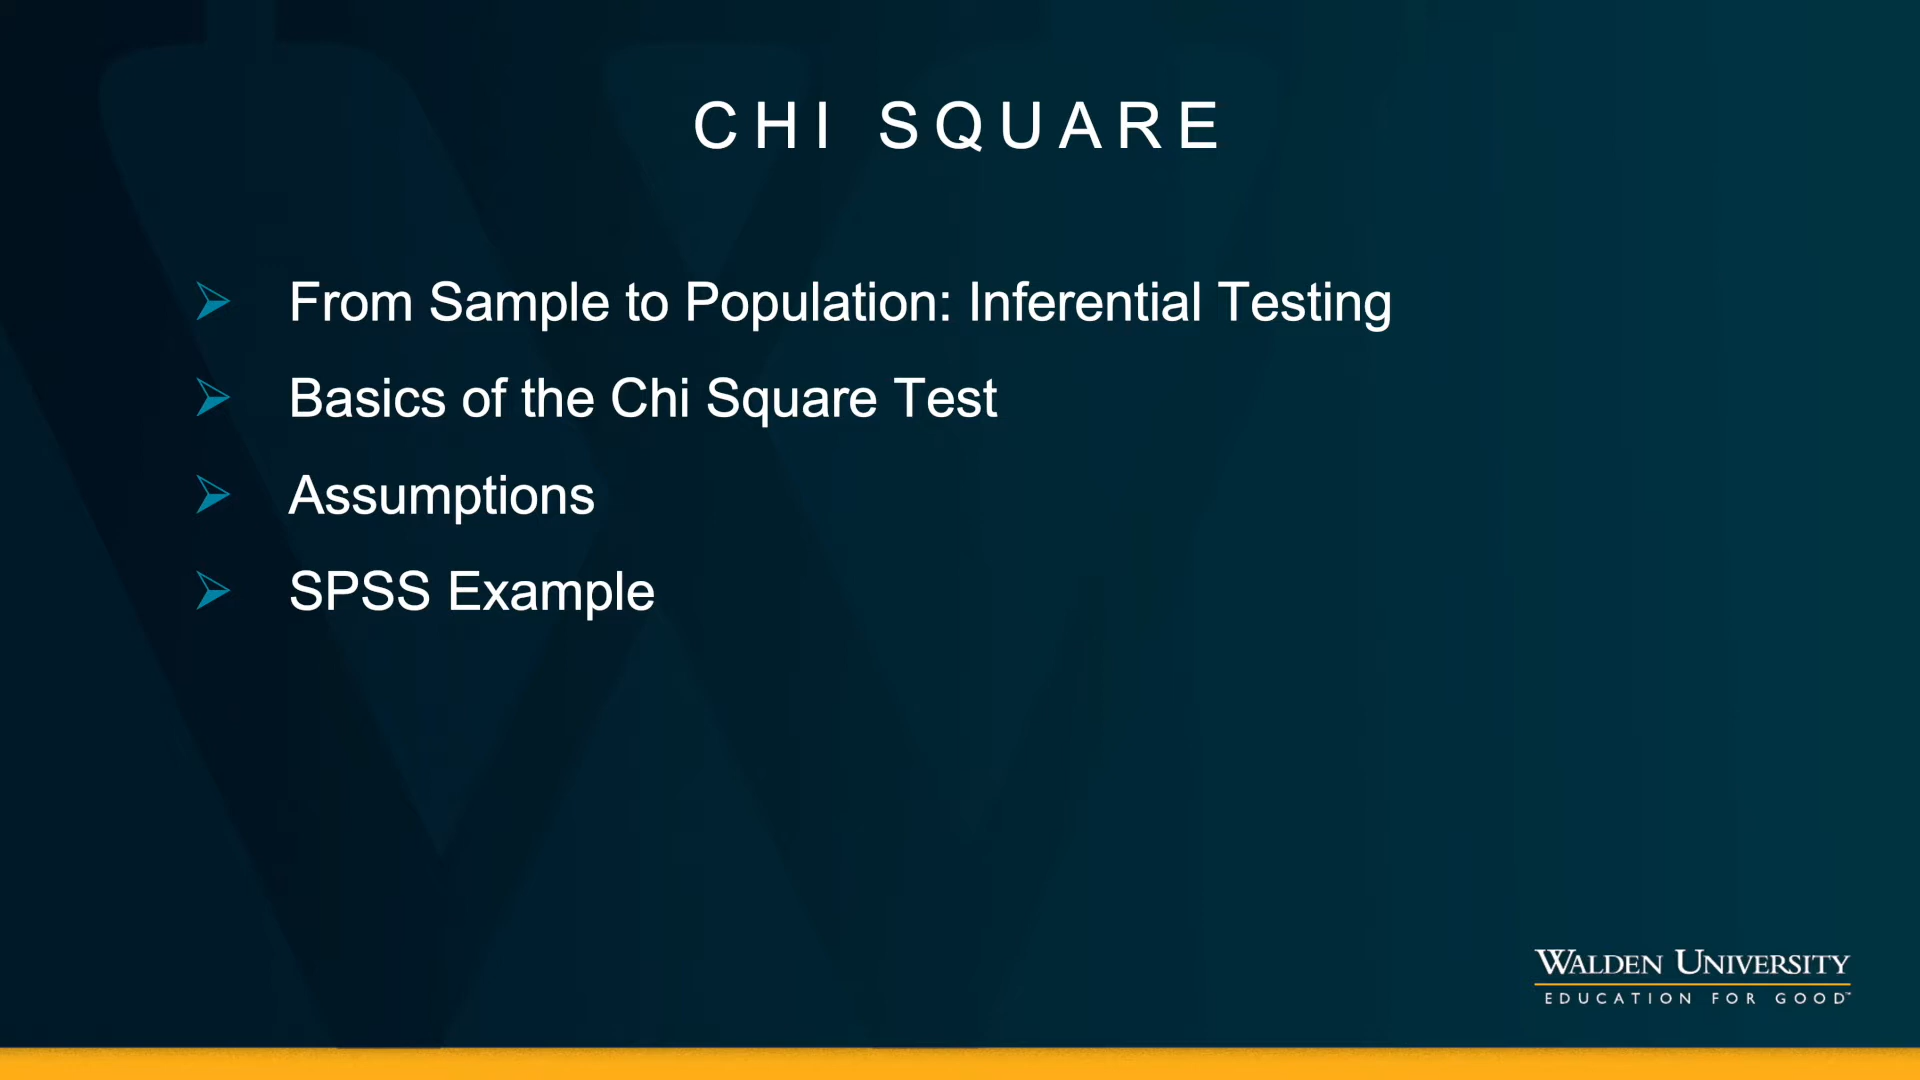 CHI SQUARE
From Sample to Population: Inferential Testing
Basics of the Chi Square Test
Assumptions
SPSS Example
WALDEN UNIVERSITY
EDUCATION FOR GOOD™